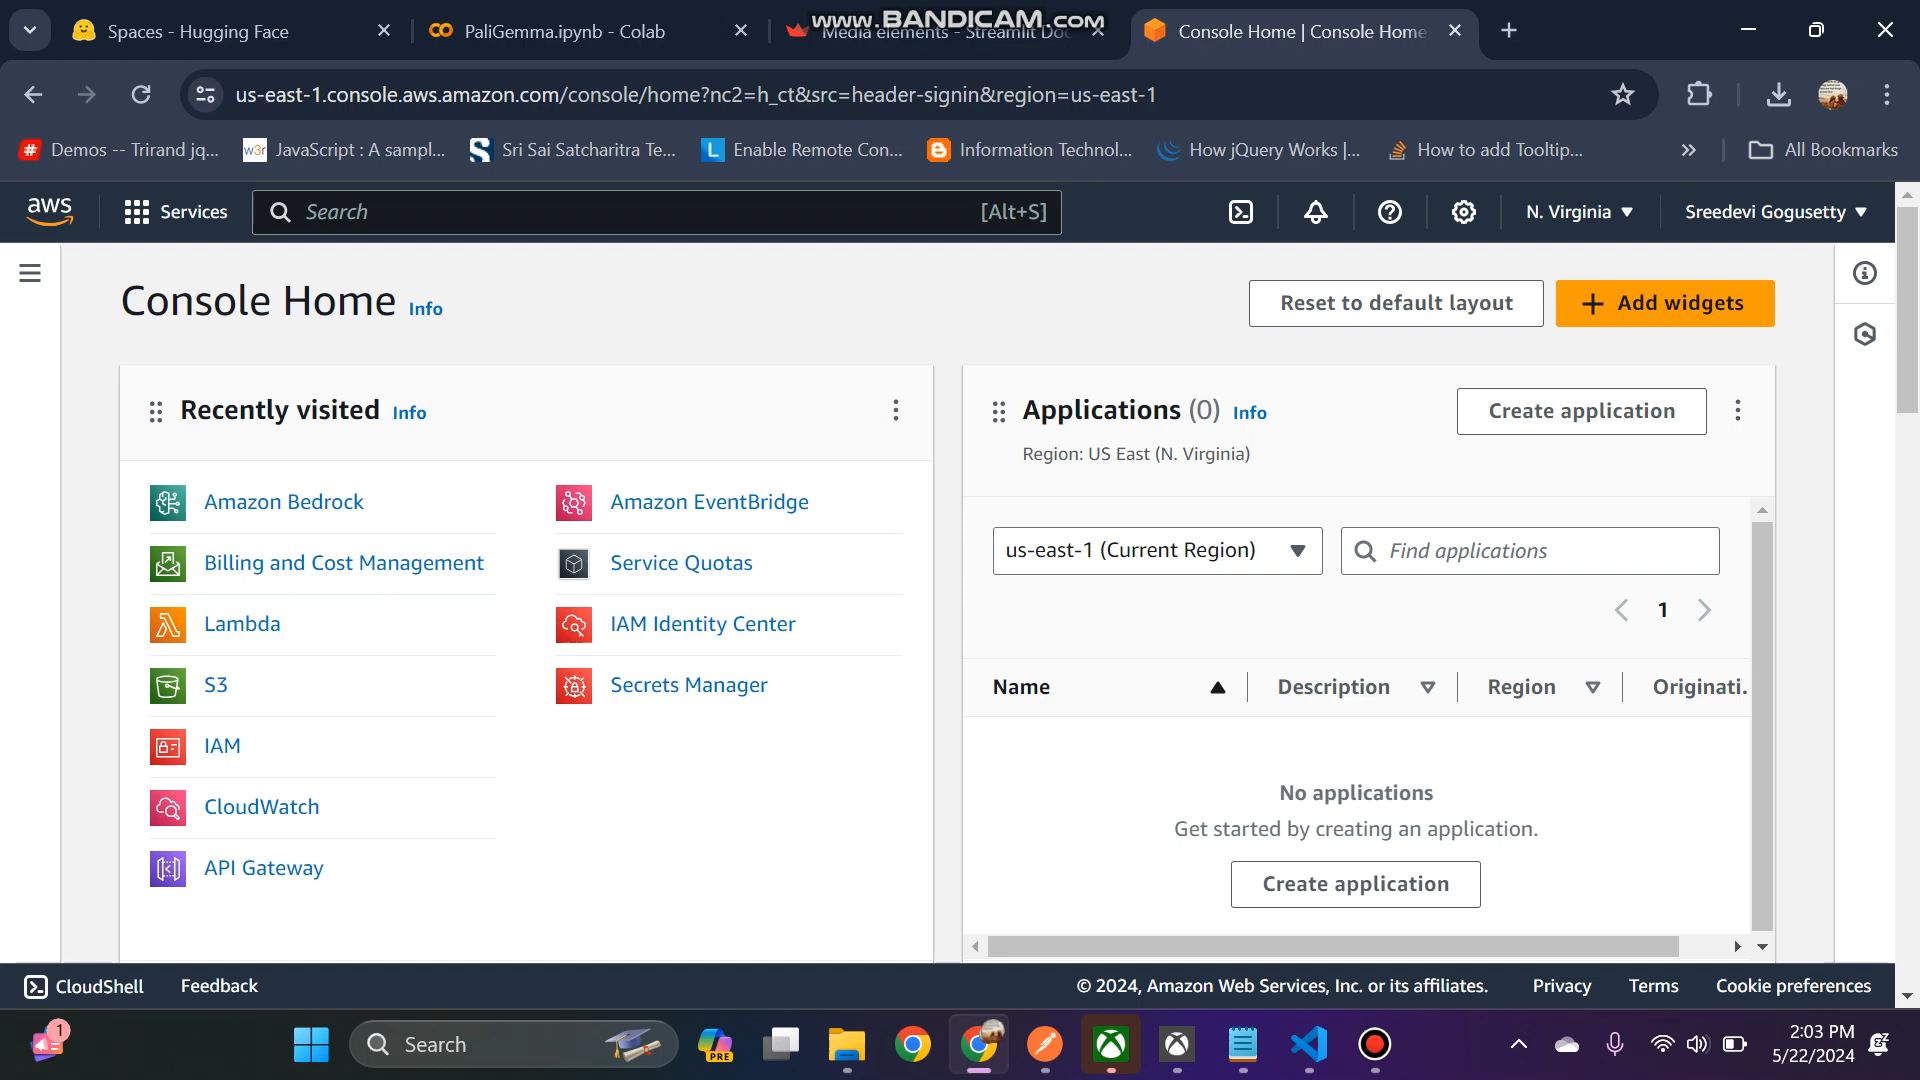 Spaces - Hugging Face
PaliGemma.ipynb - Colab
Media elements - Streamlit Doc
www.BANDICAM.com
Console Home | Console Home
us-east-1.console.aws.amazon.com/console/home?nc2=h_ct&src=header-signin&region=us-east-1
# Demos -- Trirand jq...
w3r JavaScript : A sampl...
S Sri Sai Satcharitra Te...
L Enable Remote Con...
Information Technol...
How jQuery Works |...
How to add Tooltip...
All Bookmarks
aws
Services
Search [Alt+S]
N. Virginia
Sreedevi Gogusetty
Console Home Info
Reset to default layout
+ Add widgets
Recently visited Info
Amazon Bedrock
Billing and Cost Management
Lambda
S3
IAM
CloudWatch
API Gateway
Amazon EventBridge
Service Quotas
IAM Identity Center
Secrets Manager
Applications (0) Info
Region: US East (N. Virginia)
Create application
us-east-1 (Current Region)
Find applications
1
Name
Description
Region
Originati.
No applications
Get started by creating an application.
Create application
CloudShell
Feedback
© 2024, Amazon Web Services, Inc. or its affiliates.
Privacy
Terms
Cookie preferences
1
Search
PRE
2:03 PM
5/22/2024